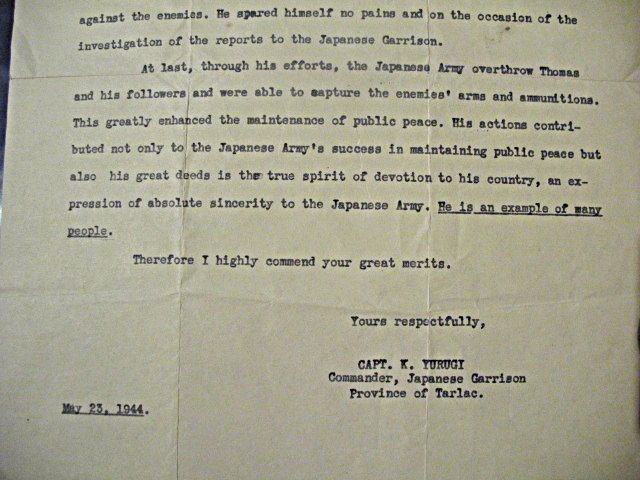 against the enemies. He spared himself no pains and on the occasion of the
investigation of the reports to the Japanese Garrison.
At last, through his efforts, the Japanese Army overthrow Thomas
and his followers and were able to capture the enemies' arms and ammunitions.
This greatly enhanced the maintenance of public peace. His actions contri-
buted not only to the Japanese Army's success in maintaining public peace but
also his great deeds is the true spirit of devotion to his country, an ex-
pression of absolute sincerity to the Japanese Army. He is an example of many
people.
Therefore I highly commend your great merits.
Yours respectfully,
CAPT. K. YURUGI
Commander, Japanese Garrison
Province of Tarlac.
May 23, 1944.